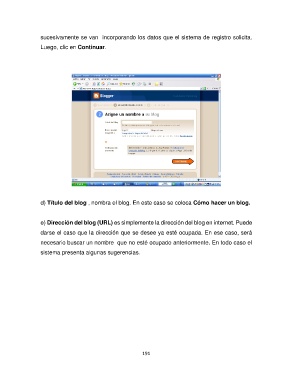 sucesivamente se van incorporando los datos que el sistema de registro solicita.
Luego, clic en Continuar.
Blogger
2 Asigne un nombre a su blog
d) Título del blog , nombra el blog. En este caso se coloca Cómo hacer un blog.
e) Dirección del blog (URL) es simplemente la dirección del blog en internet. Puede
darse el caso que la dirección que se desee ya esté ocupada. En ese caso, será
necesario buscar un nombre que no esté ocupado anteriormente. En todo caso el
sistema presenta algunas sugerencias.
191